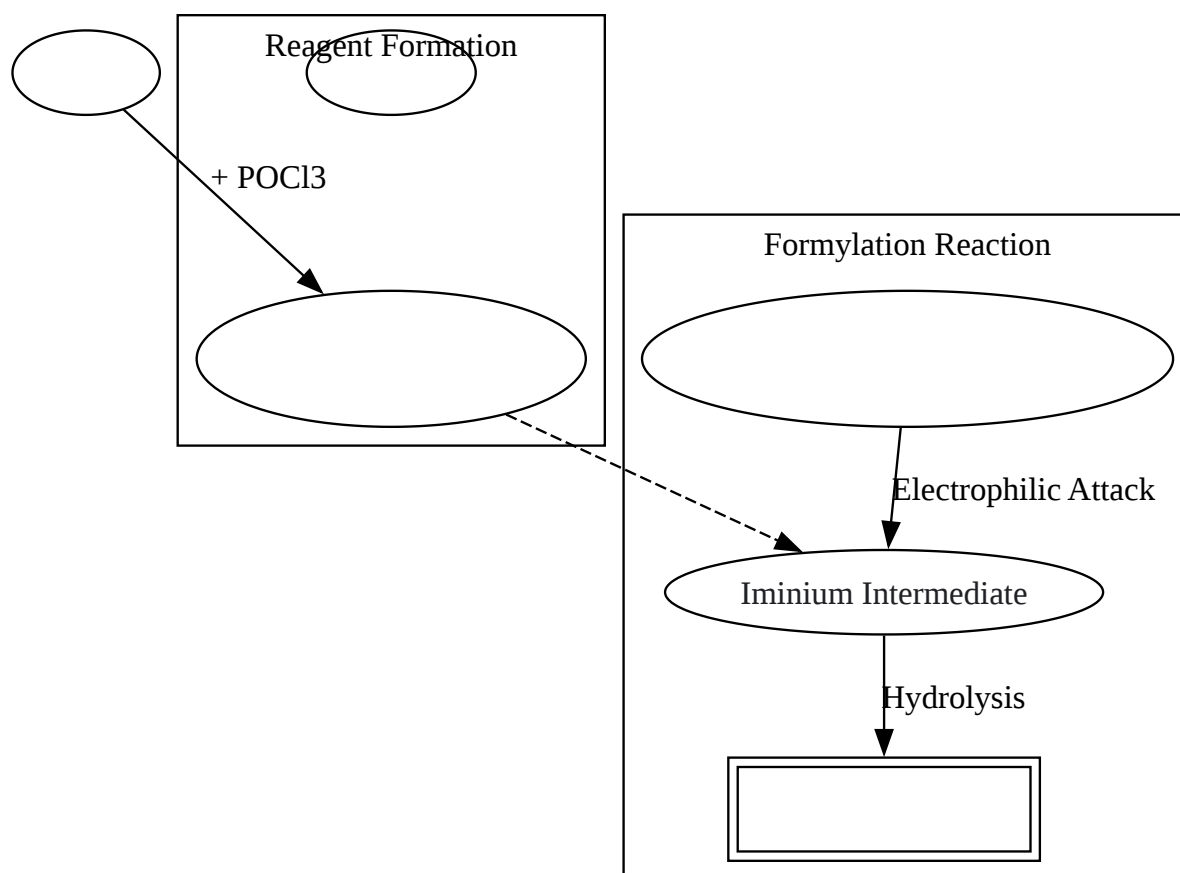 Reagent Formation
+ POCl3
Formylation Reaction
Electrophilic Attack
Iminium Intermediate
Hydrolysis